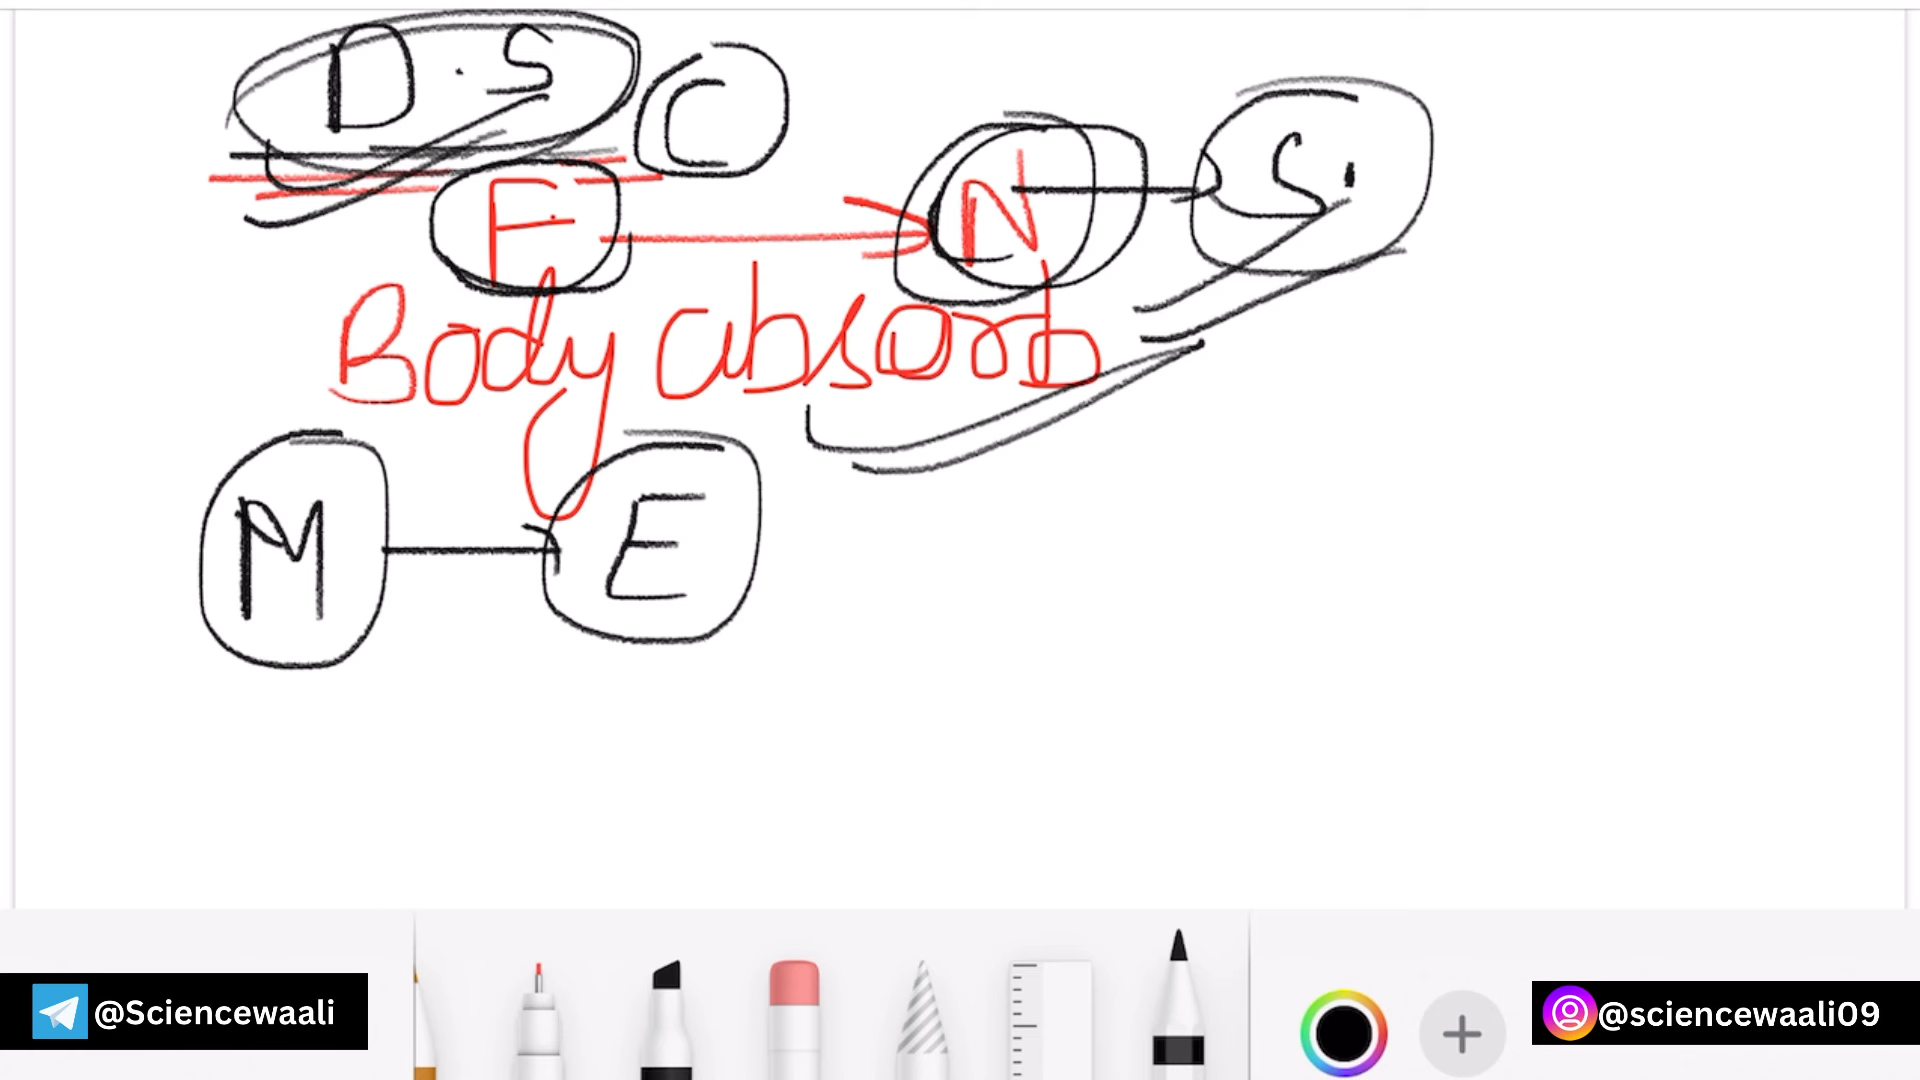 D.S C
F → N — S.
Body absorb
M — E
@Sciencewaali
@sciencewaali09